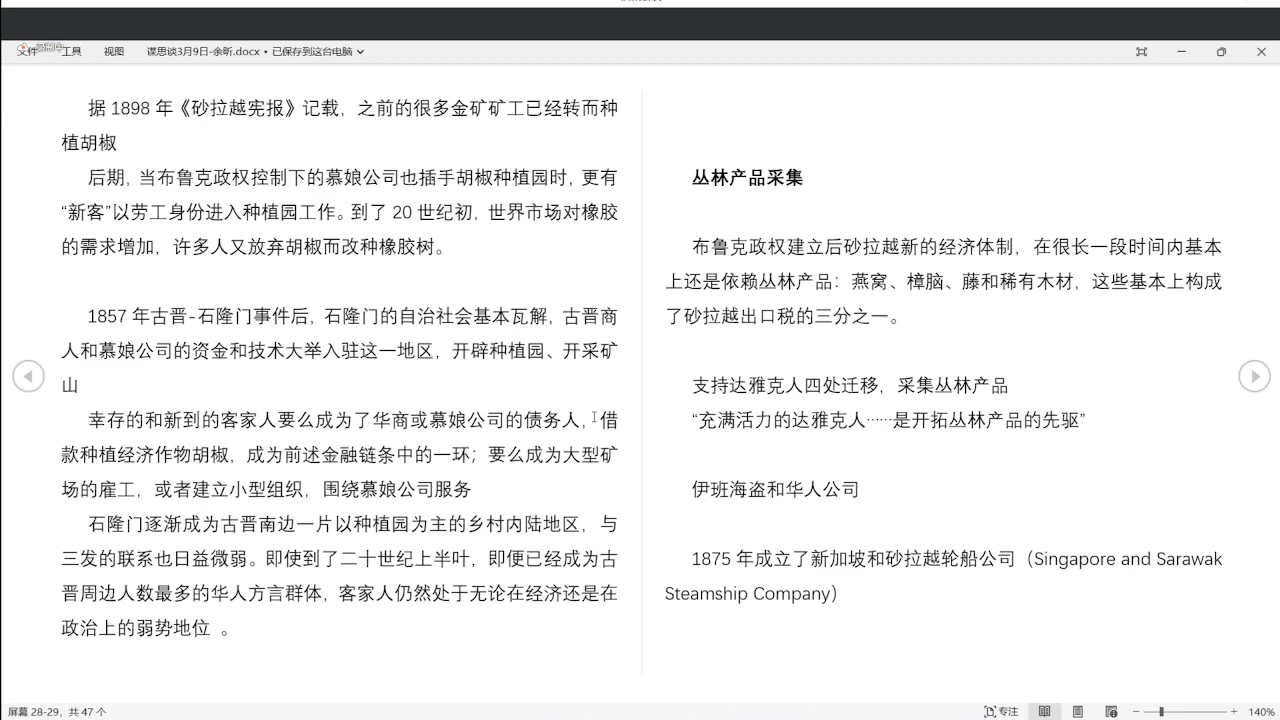 文件
工具
视图
谋思谈3月9日-余昕.docx • 已保存到这台电脑
据 1898 年《砂拉越宪报》记载，之前的很多金矿矿工已经转而种
植胡椒
后期，当布鲁克政权控制下的慕娘公司也插手胡椒种植园时，更有
“新客”以劳工身份进入种植园工作。到了 20 世纪初，世界市场对橡胶
的需求增加，许多人又放弃胡椒而改种橡胶树。
1857 年古晋-石隆门事件后，石隆门的自治社会基本瓦解，古晋商
人和慕娘公司的资金和技术大举入驻这一地区，开辟种植园、开采矿
山
幸存的和新到的客家人要么成为了华商或慕娘公司的债务人，借
款种植经济作物胡椒，成为前述金融链条中的一环；要么成为大型矿
场的雇工，或者建立小型组织，围绕慕娘公司服务
石隆门逐渐成为古晋南边一片以种植园为主的乡村内陆地区，与
三发的联系也日益微弱。即使到了二十世纪上半叶，即便已经成为古
晋周边人数最多的华人方言群体，客家人仍然处于无论在经济还是在
政治上的弱势地位 。
丛林产品采集
布鲁克政权建立后砂拉越新的经济体制，在很长一段时间内基本
上还是依赖丛林产品：燕窝、樟脑、藤和稀有木材，这些基本上构成
了砂拉越出口税的三分之一。
支持达雅克人四处迁移，采集丛林产品
“充满活力的达雅克人……是开拓丛林产品的先驱”
伊班海盗和华人公司
1875 年成立了新加坡和砂拉越轮船公司（Singapore and Sarawak
Steamship Company）
屏幕 28-29，共 47 个
专注
140%